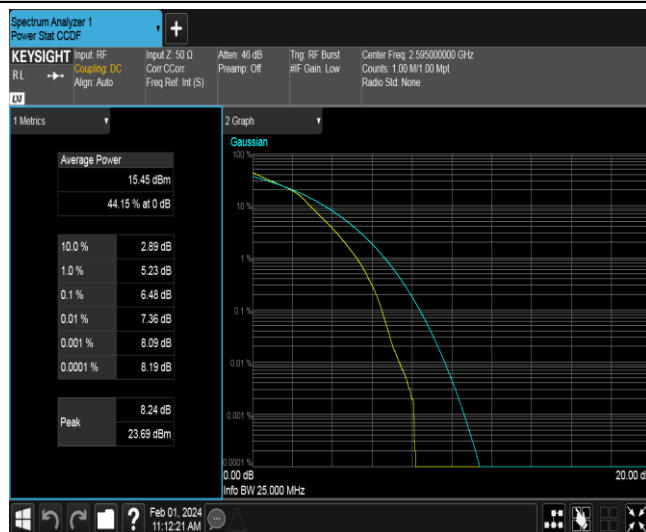 Spectrum Analyzer 1
Power Stat CCDF
+
KEYSIGHT
RL
LXI
Input: RF
Coupling: DC
Align: Auto
Input Z: 50 Ω
Corr CCorr
Freq Ref: Int (S)
Atten: 46 dB
Preamp: Off
Trig: RF Burst
#IF Gain: Low
Center Freq: 2.595000000 GHz
Counts: 1.00 M/1.00 Mpt
Radio Std: None
1 Metrics
Average Power
15.45 dBm
44.15 % at 0 dB
10.0 % 2.89 dB
1.0 % 5.23 dB
0.1 % 6.48 dB
0.01 % 7.36 dB
0.001 % 8.09 dB
0.0001 % 8.19 dB
Peak
8.24 dB
23.69 dBm
2 Graph
Gaussian
100 %
10 %
1 %
0.1 %
0.01 %
0.001 %
0.0001 %
0.00 dB 20.00 d
Info BW 25.000 MHz
?
Feb 01, 2024
11:12:21 AM